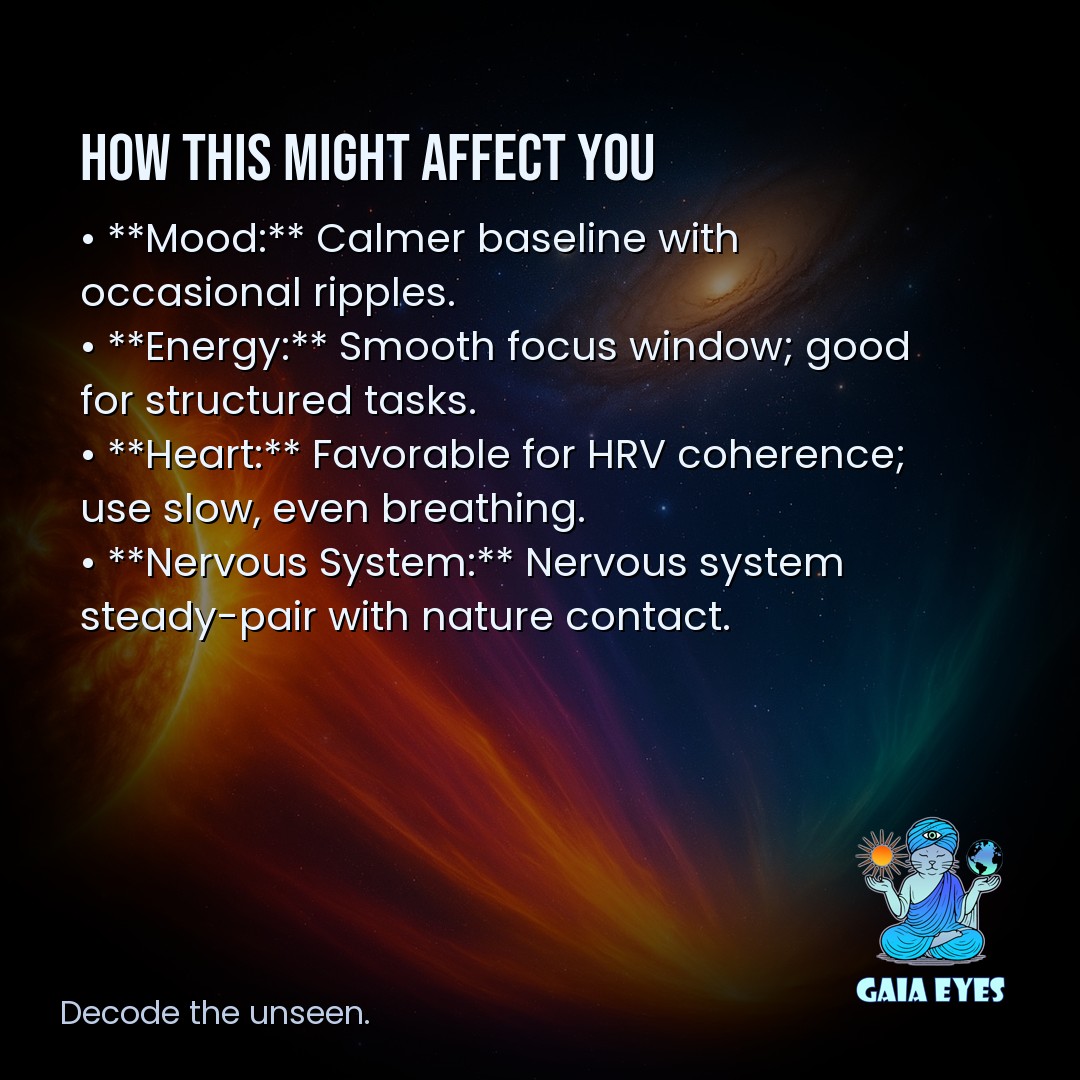 HOW THIS MIGHT AFFECT YOU
• **Mood:** Calmer baseline with
occasional ripples.
• **Energy:** Smooth focus window; good
for structured tasks.
• **Heart:** Favorable for HRV coherence;
use slow, even breathing.
• **Nervous System:** Nervous system
steady-pair with nature contact.
GAIA EYES
Decode the unseen.